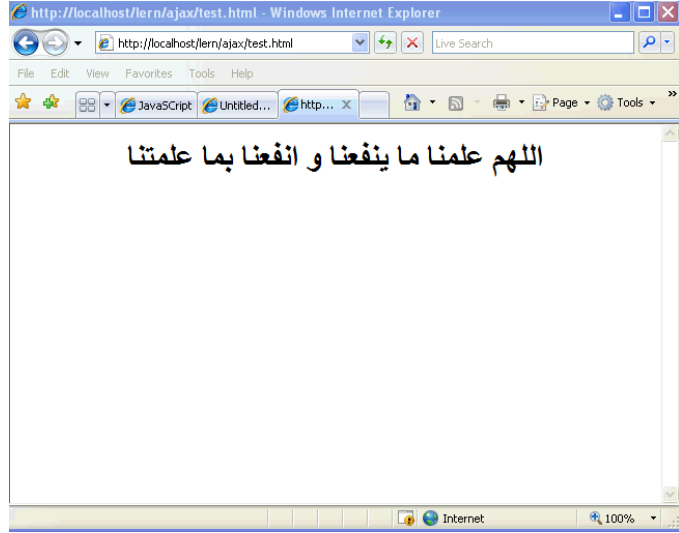 http://localhost/lern/ajax/test.html - Windows Internet Explorer
http://localhost/lern/ajax/test.html Live Search
File Edit View Favorites Tools Help
JavaSCript Untitled... http... Page Tools
اللهم علمنا ما ينفعنا و انفعنا بما علمتنا
Internet 100%